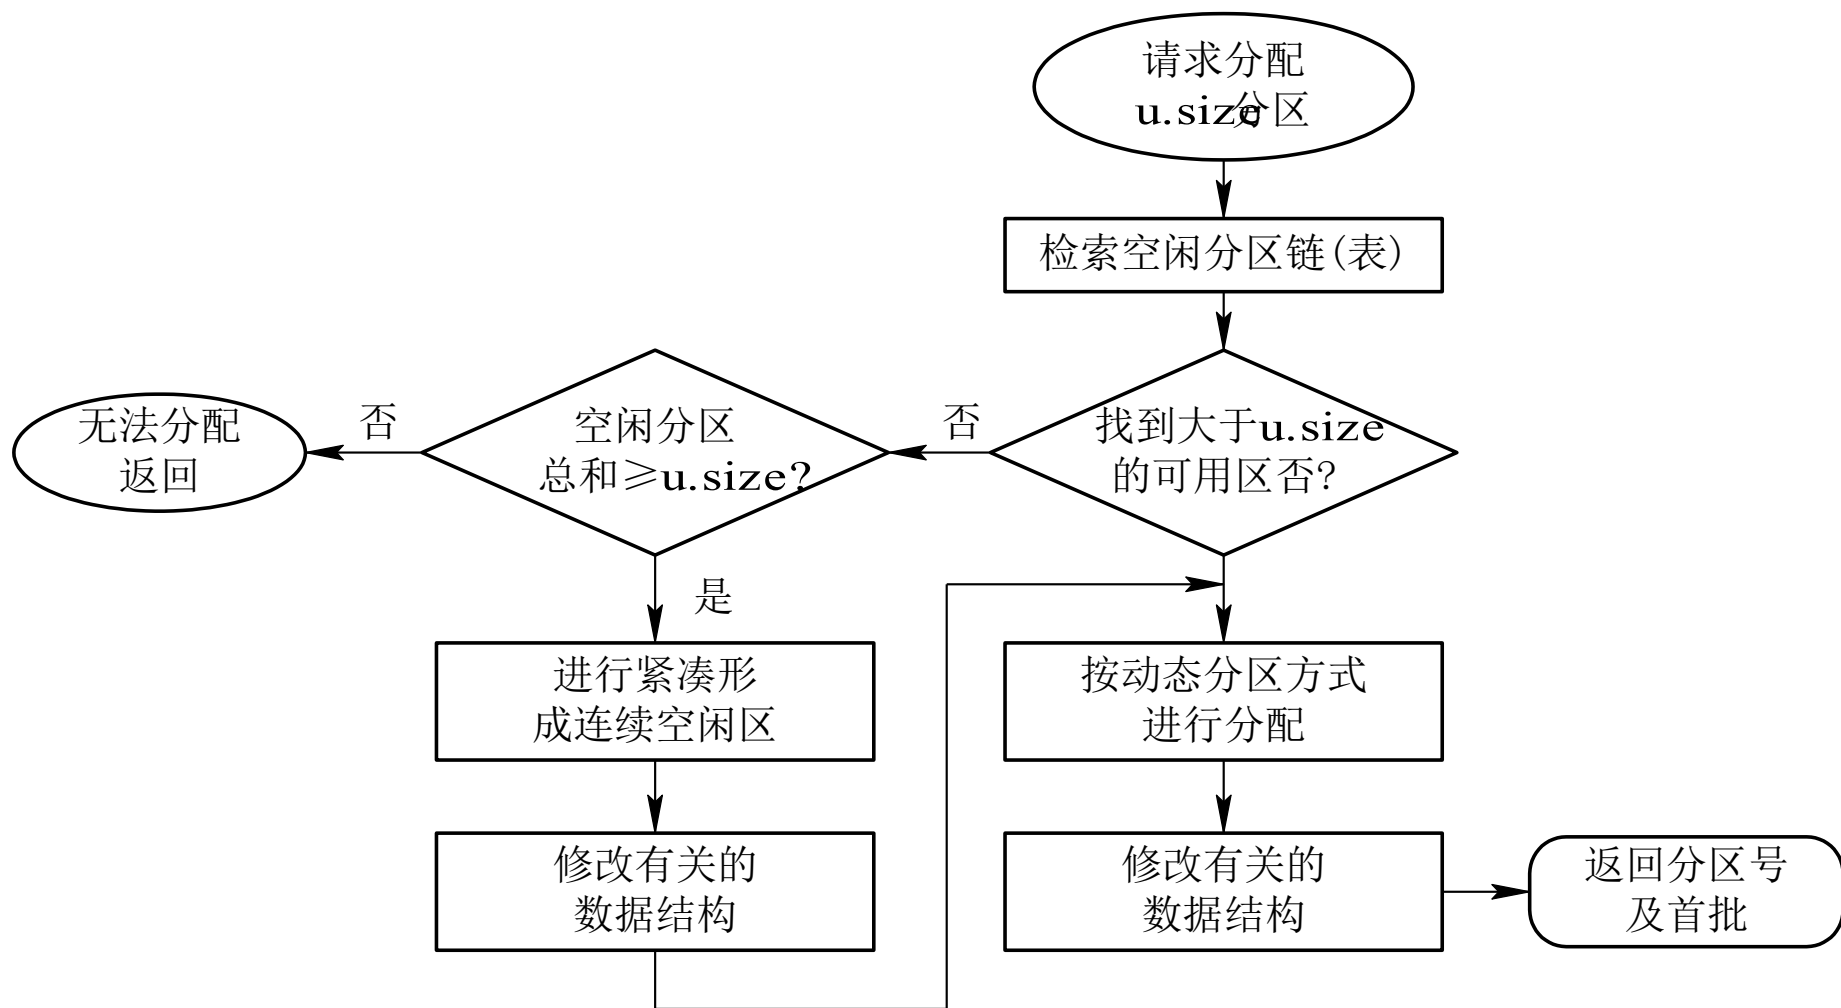 请求分配
u.size分区
检索空闲分区链(表)
找到大于u.size
的可用区否?
否
空闲分区
总和≥u.size?
否
无法分配
返回
是
进行紧凑形
成连续空闲区
按动态分区方式
进行分配
修改有关的
数据结构
修改有关的
数据结构
返回分区号
及首批